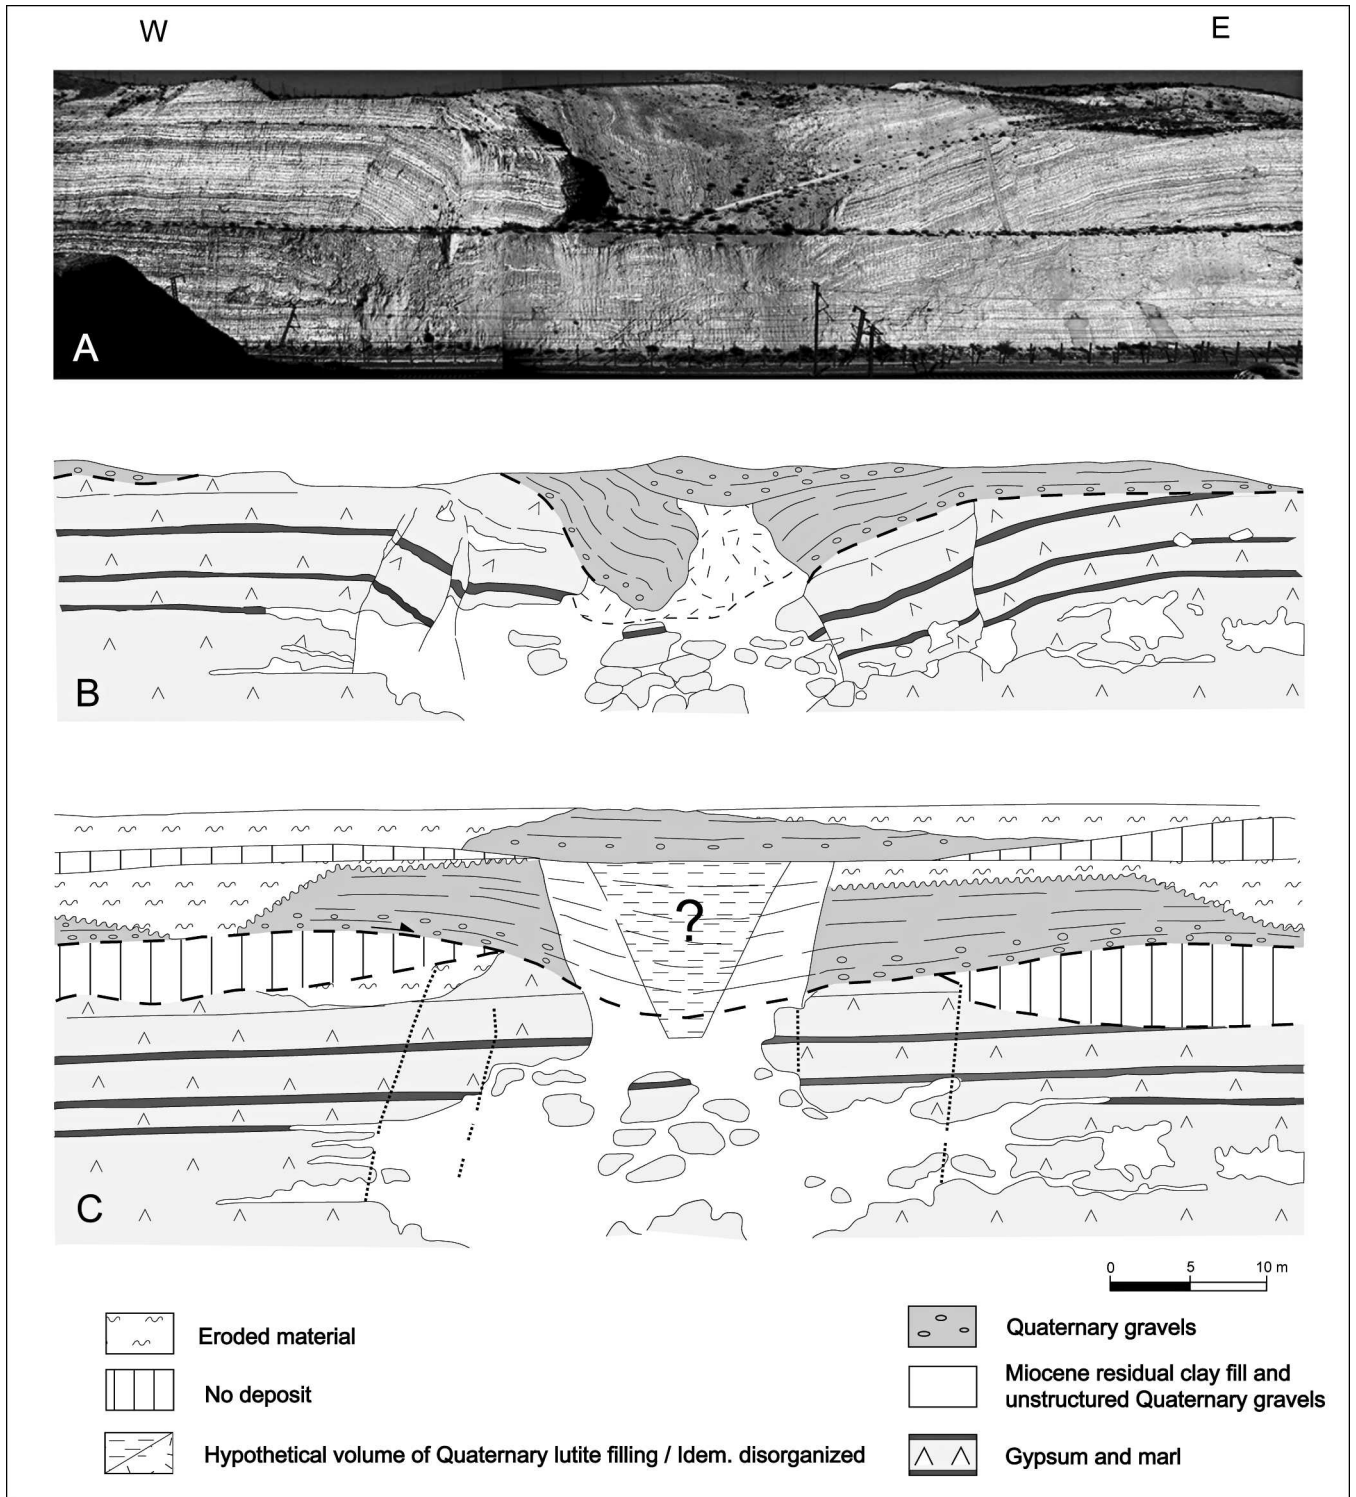 W
E
A
B
?
C
0 5 10 m
Eroded material
No deposit
Hypothetical volume of Quaternary lutite filling / Idem. disorganized
Quaternary gravels
Miocene residual clay fill and
unstructured Quaternary gravels
Gypsum and marl